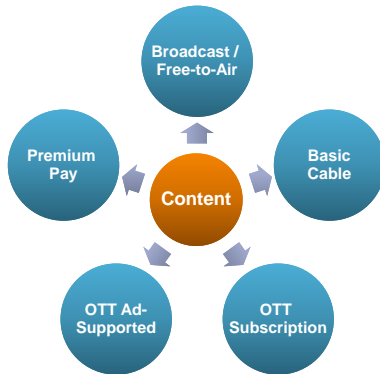 Broadcast /
Free-to-Air
Premium
Pay
Basic
Cable
Content
OTT Ad-
Supported
OTT
Subscription